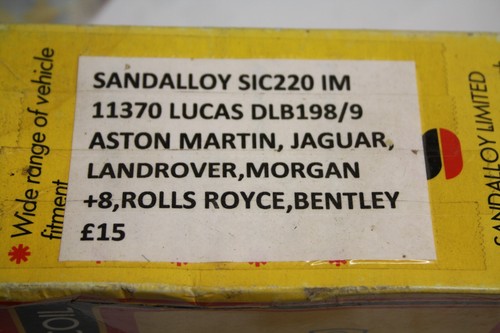 SANDALLOY SIC220 IM
11370 LUCAS DLB198/9
ASTON MARTIN, JAGUAR,
LANDROVER,MORGAN
+8,ROLLS ROYCE,BENTLEY
£15
Wide range of vehicle
fitment
SANDALLOY LIMITED
COIL